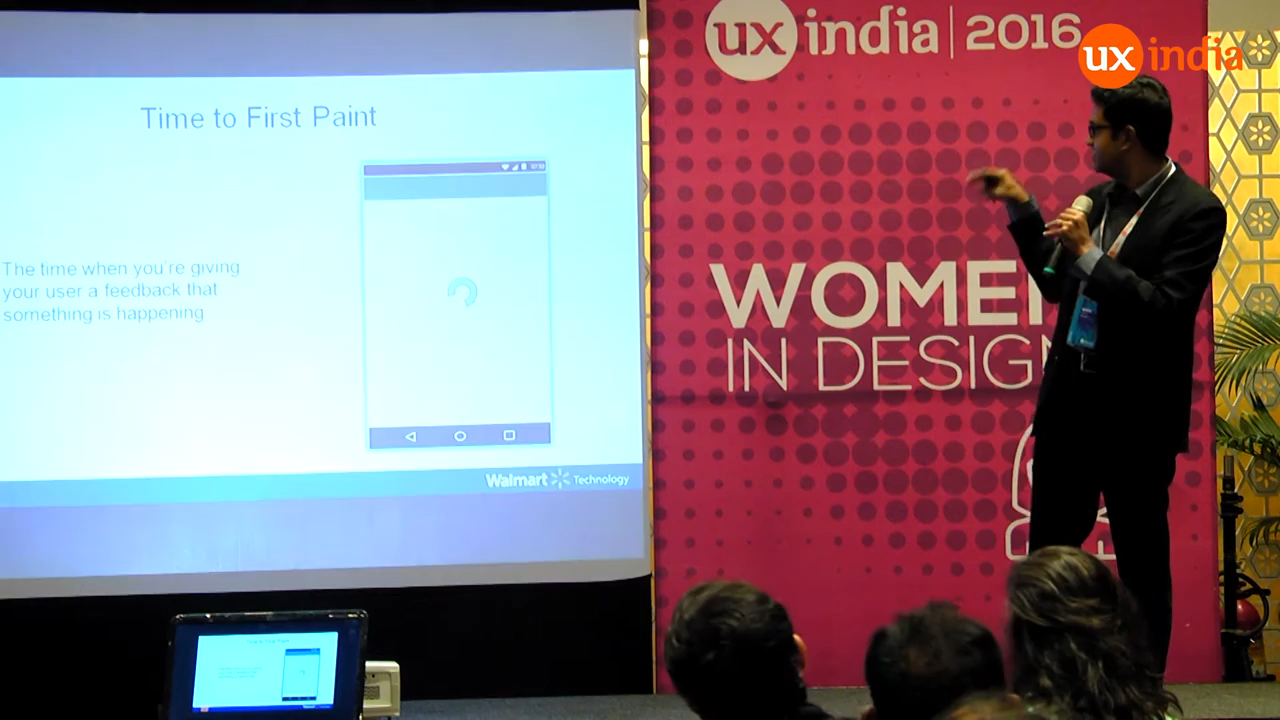 Time to First Paint
The time when you're giving
your user a feedback that
something is happening
Walmart Technology
ux india | 2016
ux india
WOMEN
IN DESIGN